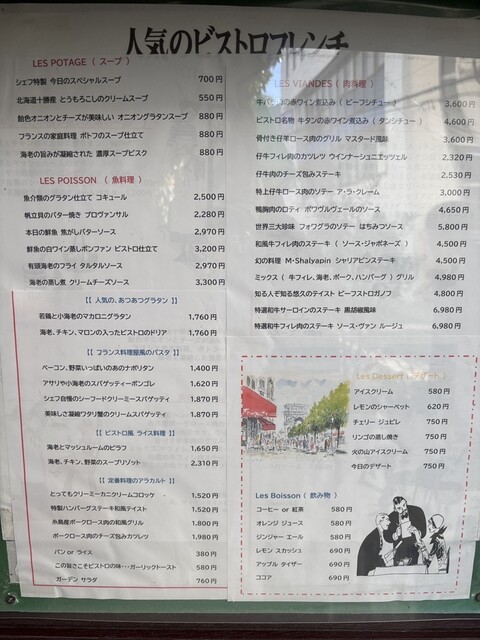 人気のビストロフレンチ
LES POTAGE ( スープ )
シェフ特製 今日のスペシャルスープ 700円
北海道十勝産 とうもろこしのクリームスープ 550円
飴色オニオンとチーズが美味しい オニオングラタンスープ 880円
フランスの家庭料理 ポトフのスープ仕立て 880円
海老の旨みが凝縮された 濃厚スープビスク 880円
LES POISSON ( 魚料理 )
魚介類のグラタン仕立て コキュール 2,500円
帆立貝のバター焼き プロヴァンサル 2,280円
本日の鮮魚 焦がしバターソース 2,970円
鮮魚の白ワイン蒸しボンファン ビストロ仕立て 3,200円
有頭海老のフライ タルタルソース 2,970円
海老の蒸し煮 クリームチーズソース 3,300円
【【 人気の、あつあつグラタン 】】
若鶏と小海老のマカロニグラタン 1,760円
海老、チキン、マロンの入ったビストロのドリア 1,760円
【【 フランス料理屋風のパスタ 】】
ベーコン、野菜いっぱいのあのナポリタン 1,400円
アサリや小海老のスパゲッティーボンゴレ 1,620円
シェフ自慢のシーフードクリーミースパゲッティ 1,870円
美味しさ凝縮ワタリ蟹のクリームスパゲッティ 1,870円
【【 ビストロ風、ライス料理 】】
海老とマッシュルームのピラフ 1,650円
海老、チキン、野菜のスープリゾット 2,310円
【【 定番料理のアラカルト 】】
とってもクリーミーカニクリームコロッケ 1.520円
特製ハンバーグステーキ和風テイスト 1,520円
糸島産ポークロース肉の和風グリル 1.800円
ポークロース肉のチーズ包みカツレツ 1,980円
パン or ライス 380円
この旨さこそビストロの味・・・ガーリックトースト 580円
ガーデン サラダ 760円
LES VIANDES ( 肉料理 )
牛バラ肉の赤ワイン煮込み ( ビーフシチュー ) 3,600円
ビストロ名物 牛タンの赤ワイン煮込み ( タンシチュー ) 4,600円
骨付き仔羊ロース肉のグリル マスタード風味 3,600円
仔牛フィレ肉のカツレツ ウインナーシュニエッツェル 2,320円
仔牛肉のチーズ包みステーキ 2,530円
特上仔牛ロース肉のソテー ア・ラ・クレーム 3,000円
鴨胸肉のロティ ポワヴルヴェールのソース 4,650円
世界三大珍味 フォワグラのソテー はちみつソース 5,800円
和風牛フィレ肉のステーキ ( ソース・ジャポネーズ ) 4,500円
幻の料理 M・Shalyapin シャリアピンステーキ 4,500円
ミックス ( 牛フィレ、海老、ポーク、ハンバーグ ) グリル 4,980円
知る人ぞ知る悠久のテイスト ビーフストロガノフ 4,800円
特選和牛サーロインのステーキ 黒胡椒風味 6,980円
特選和牛フィレ肉のステーキ ソース・ヴァン ルージュ 6,980円
Les Dessert ( デザート )
アイスクリーム 580円
レモンのシャーベット 620円
チェリー ジュビレ 750円
リンゴの蒸し焼き 750円
火の山アイスクリーム 750円
今日のデザート 750円
Les Boisson ( 飲み物 )
コーヒー or 紅茶 580円
オレンジ ジュース 580円
ジンジャー エール 580円
レモン スカッシュ 690円
アップル タイザー 690円
ココア 690円